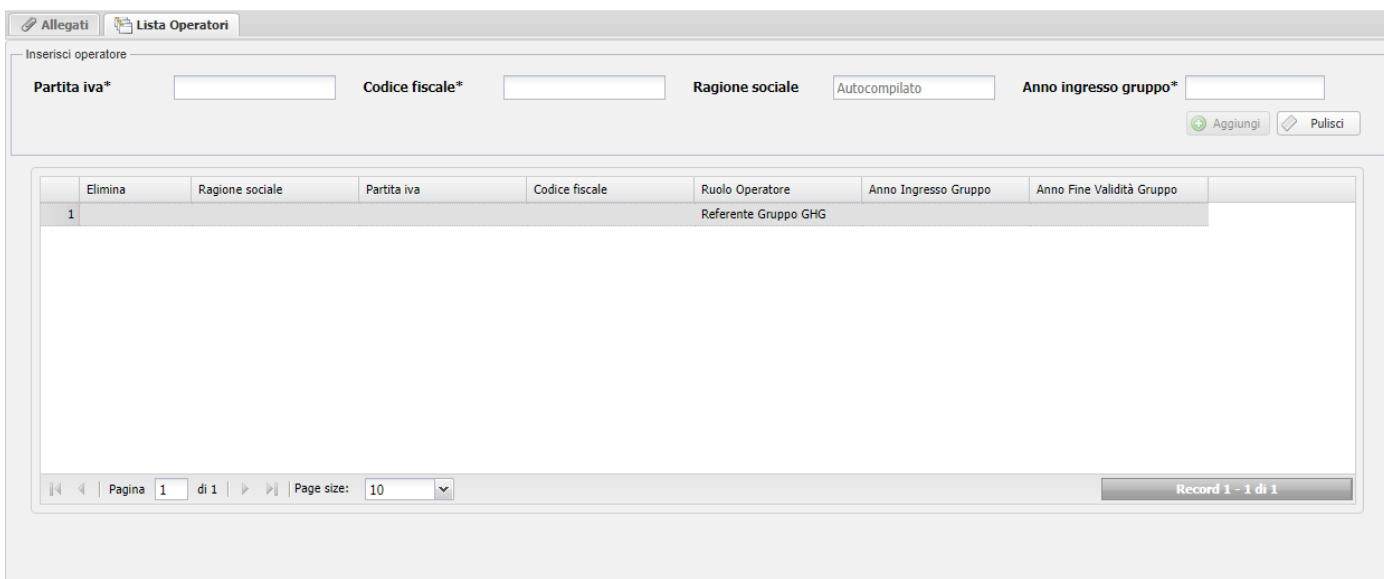 Allegati Lista Operatori
Inserisci operatore
Partita iva* Codice fiscale* Ragione sociale Autocompilato Anno ingresso gruppo*
Aggiungi Pulisci
Elimina Ragione sociale Partita iva Codice fiscale Ruolo Operatore Anno Ingresso Gruppo Anno Fine Validità Gruppo
1 Referente Gruppo GHG
Pagina 1 di 1 Page size: 10 Record 1 - 1 di 1